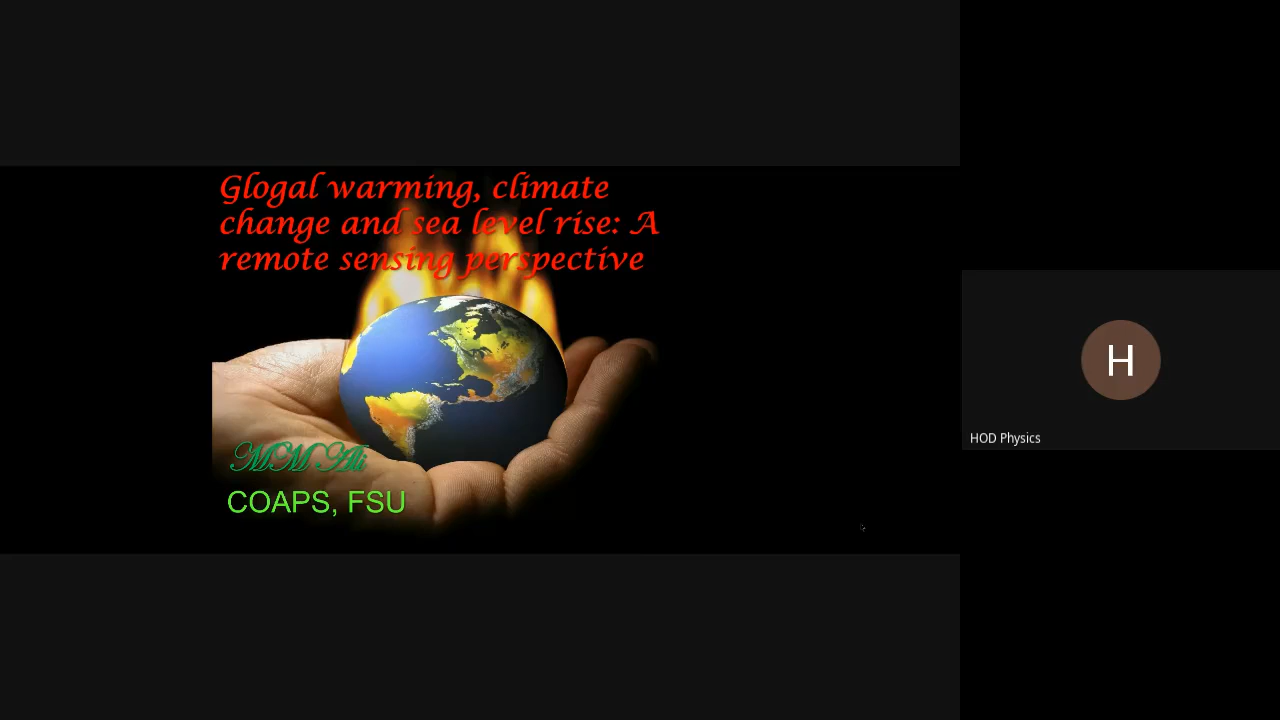 Glogal warming, climate
change and sea level rise: A
remote sensing perspective
MM Ali
COAPS, FSU
H
HOD Physics